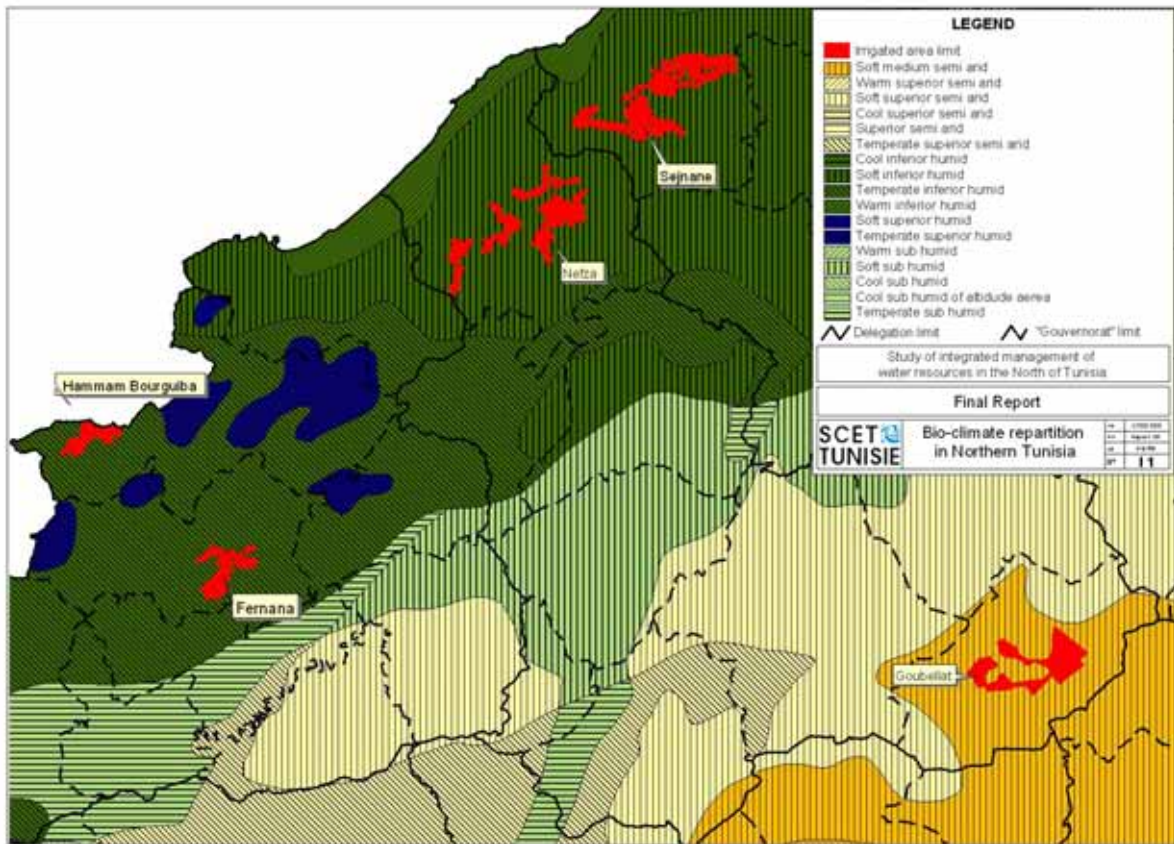 LEGEND
Irrigated area limit
Soft medium semi arid
Warm superior semi arid
Soft superior semi arid
Cool superior semi arid
Superior semi arid
Temperate superior semi arid
Cool inferior humid
Soft inferior humid
Temperate inferior humid
Warm inferior humid
Soft superior humid
Temperate superior humid
Warm sub humid
Soft sub humid
Cool sub humid
Cool sub humid of altidude aerea
Temperate sub humid
Delegation limit
"Gouvernorat" limit
Study of integrated management of
water resources in the North of Tunisia
Final Report
SCET
TUNISIE
Bio-climate repartition
in Northern Tunisia
I 1
Sejnane
Nefza
Hammam Bourguiba
Fernana
Goubellat